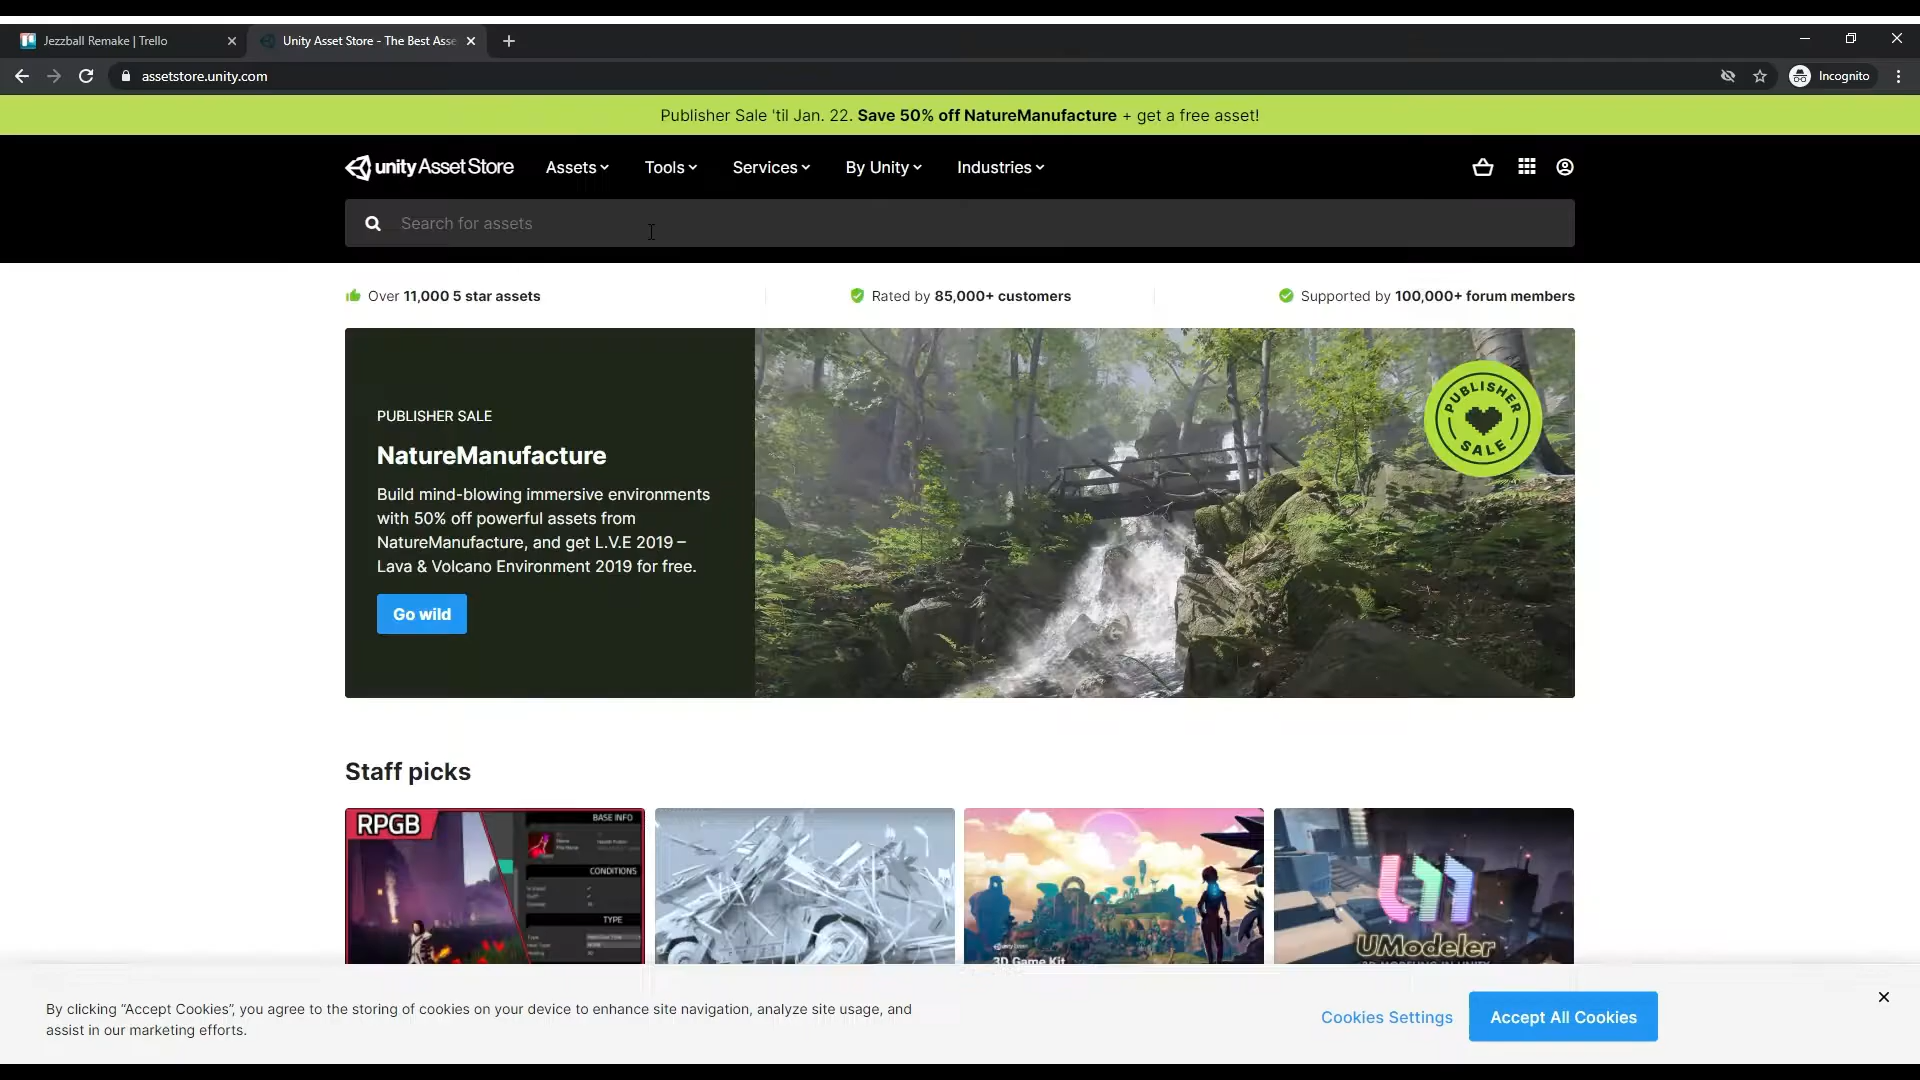 Jezzball Remake | Trello
Unity Asset Store - The Best Asse
assetstore.unity.com
Incognito
Publisher Sale 'til Jan. 22. Save 50% off NatureManufacture + get a free asset!
unity Asset Store
Assets
Tools
Services
By Unity
Industries
Search for assets
Over 11,000 5 star assets
Rated by 85,000+ customers
Supported by 100,000+ forum members
PUBLISHER SALE
NatureManufacture
Build mind-blowing immersive environments
with 50% off powerful assets from
NatureManufacture, and get L.V.E 2019 –
Lava & Volcano Environment 2019 for free.
Go wild
PUBLISHER
SALE
Staff picks
RPGB
BASE INFO
CONDITIONS
TYPE
3D Game Kit
UModeler
3D MODELING IN UNITY
By clicking “Accept Cookies”, you agree to the storing of cookies on your device to enhance site navigation, analyze site usage, and
assist in our marketing efforts.
Cookies Settings
Accept All Cookies